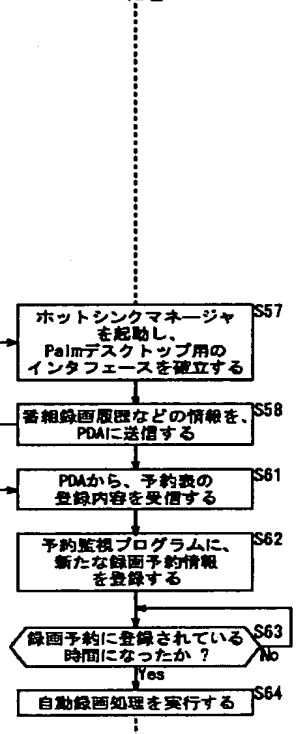 S57
ホットシンクマネージャ
を起動し、
Palmデスクトップ用の
インタフェースを確立する
S58
番組録画履歴などの情報を、
PDAに送信する
S61
PDAから、予約表の
登録内容を受信する
S62
予約監視プログラムに、
新たな録画予約情報
を登録する
S63
録画予約に登録されている
時間になったか？
No
Yes
S64
自動録画処理を実行する